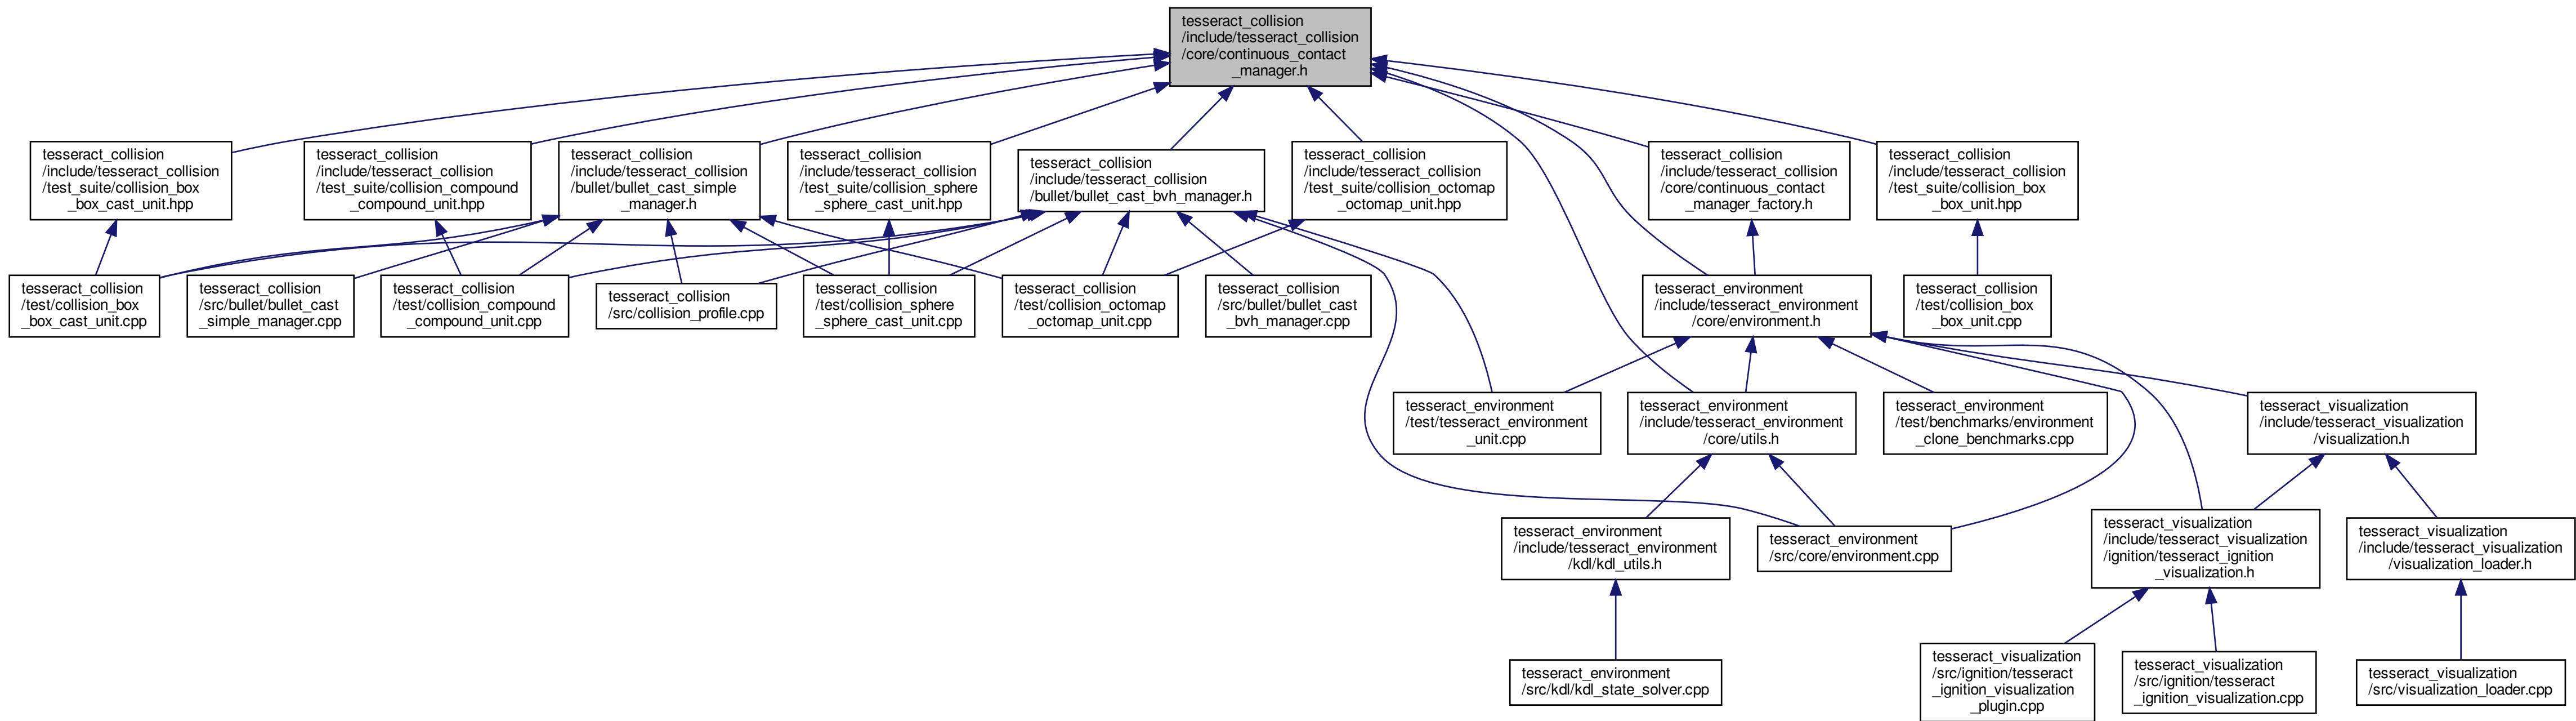 tesseract_collision
/include/tesseract_collision
/core/continuous_contact
_manager.h
tesseract_collision
/include/tesseract_collision
/test_suite/collision_box
_box_cast_unit.hpp
tesseract_collision
/include/tesseract_collision
/test_suite/collision_compound
_compound_unit.hpp
tesseract_collision
/include/tesseract_collision
/bullet/bullet_cast_simple
_manager.h
tesseract_collision
/include/tesseract_collision
/test_suite/collision_sphere
_sphere_cast_unit.hpp
tesseract_collision
/include/tesseract_collision
/bullet/bullet_cast_bvh_manager.h
tesseract_collision
/include/tesseract_collision
/test_suite/collision_octomap
_octomap_unit.hpp
tesseract_collision
/include/tesseract_collision
/core/continuous_contact
_manager_factory.h
tesseract_collision
/include/tesseract_collision
/test_suite/collision_box
_box_unit.hpp
tesseract_collision
/test/collision_box
_box_cast_unit.cpp
tesseract_collision
/src/bullet/bullet_cast
_simple_manager.cpp
tesseract_collision
/test/collision_compound
_compound_unit.cpp
tesseract_collision
/src/collision_profile.cpp
tesseract_collision
/test/collision_sphere
_sphere_cast_unit.cpp
tesseract_collision
/test/collision_octomap
_octomap_unit.cpp
tesseract_collision
/src/bullet/bullet_cast
_bvh_manager.cpp
tesseract_environment
/include/tesseract_environment
/core/environment.h
tesseract_collision
/test/collision_box
_box_unit.cpp
tesseract_environment
/test/tesseract_environment
_unit.cpp
tesseract_environment
/include/tesseract_environment
/core/utils.h
tesseract_environment
/test/benchmarks/environment
_clone_benchmarks.cpp
tesseract_visualization
/include/tesseract_visualization
/visualization.h
tesseract_environment
/include/tesseract_environment
/kdl/kdl_utils.h
tesseract_environment
/src/core/environment.cpp
tesseract_visualization
/include/tesseract_visualization
/ignition/tesseract_ignition
_visualization.h
tesseract_visualization
/include/tesseract_visualization
/visualization_loader.h
tesseract_environment
/src/kdl/kdl_state_solver.cpp
tesseract_visualization
/src/ignition/tesseract
_ignition_visualization
_plugin.cpp
tesseract_visualization
/src/ignition/tesseract
_ignition_visualization.cpp
tesseract_visualization
/src/visualization_loader.cpp